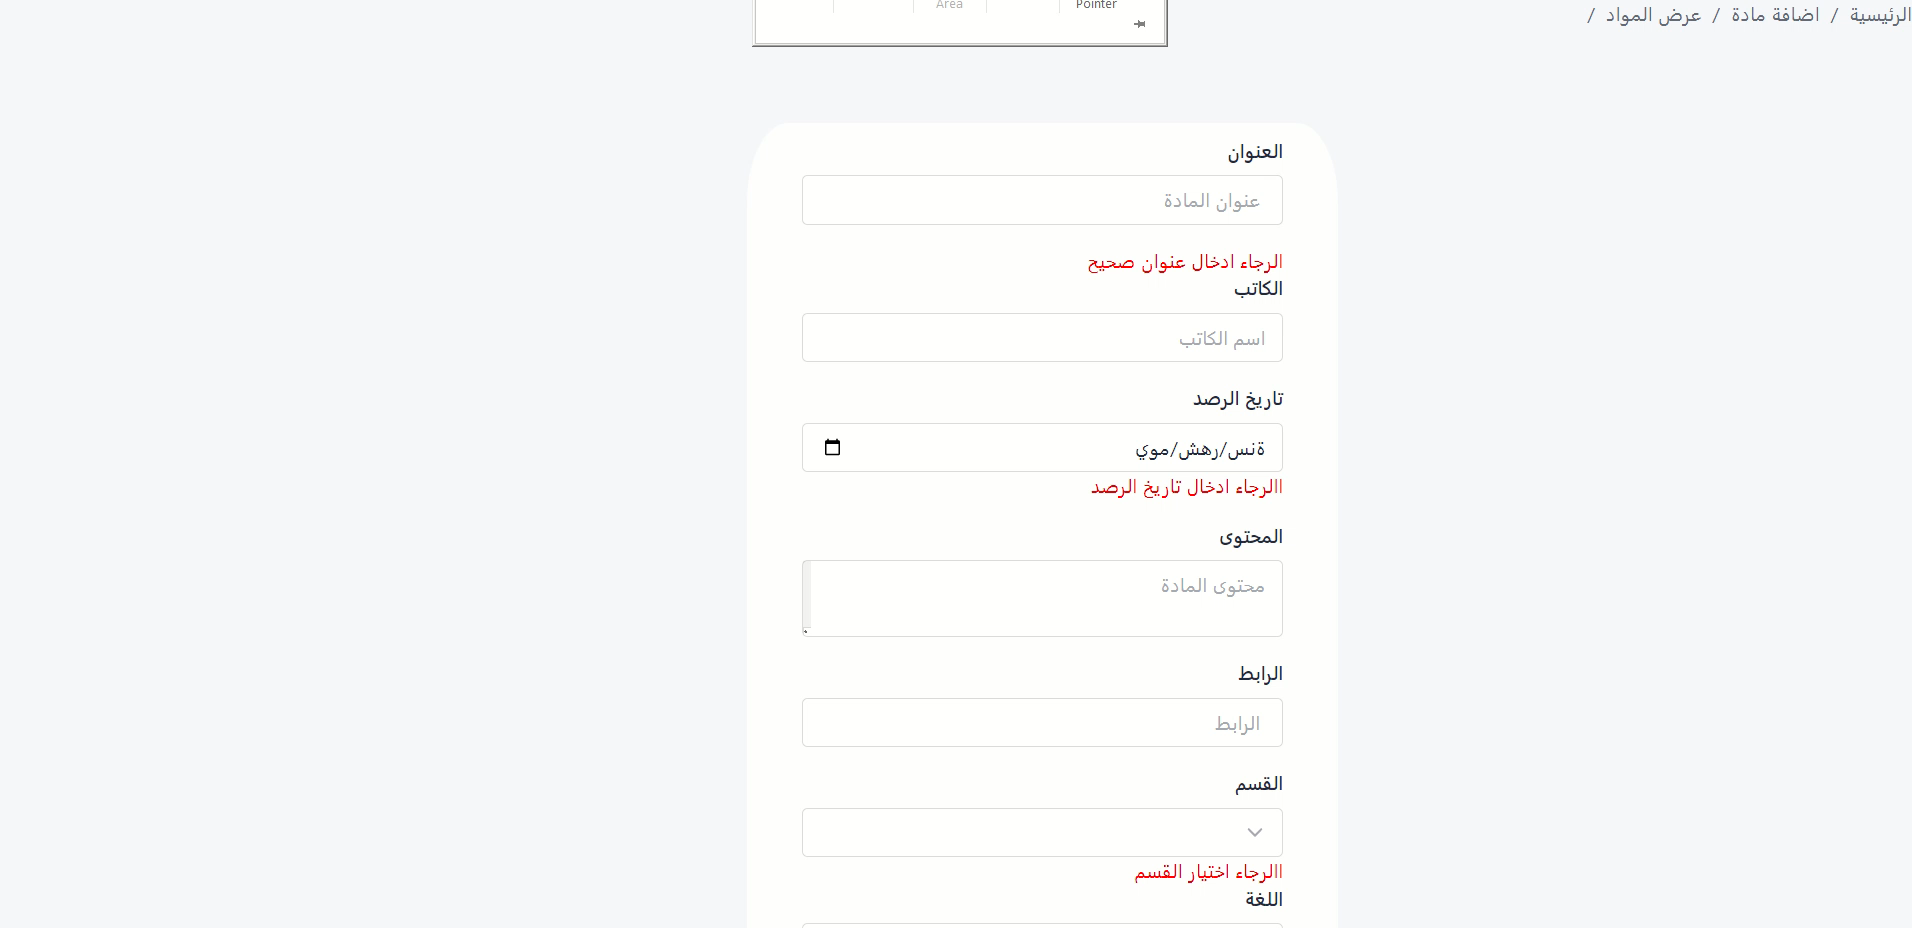 Area Pointer
الرئيسية / اضافة مادة / عرض المواد /
العنوان
عنوان المادة
الرجاء ادخال عنوان صحيح
الكاتب
اسم الكاتب
تاريخ الرصد
ةنس/رهش/موي
االرجاء ادخال تاريخ الرصد
المحتوى
محتوى المادة
الرابط
الرابط
القسم
االرجاء اختيار القسم
اللغة